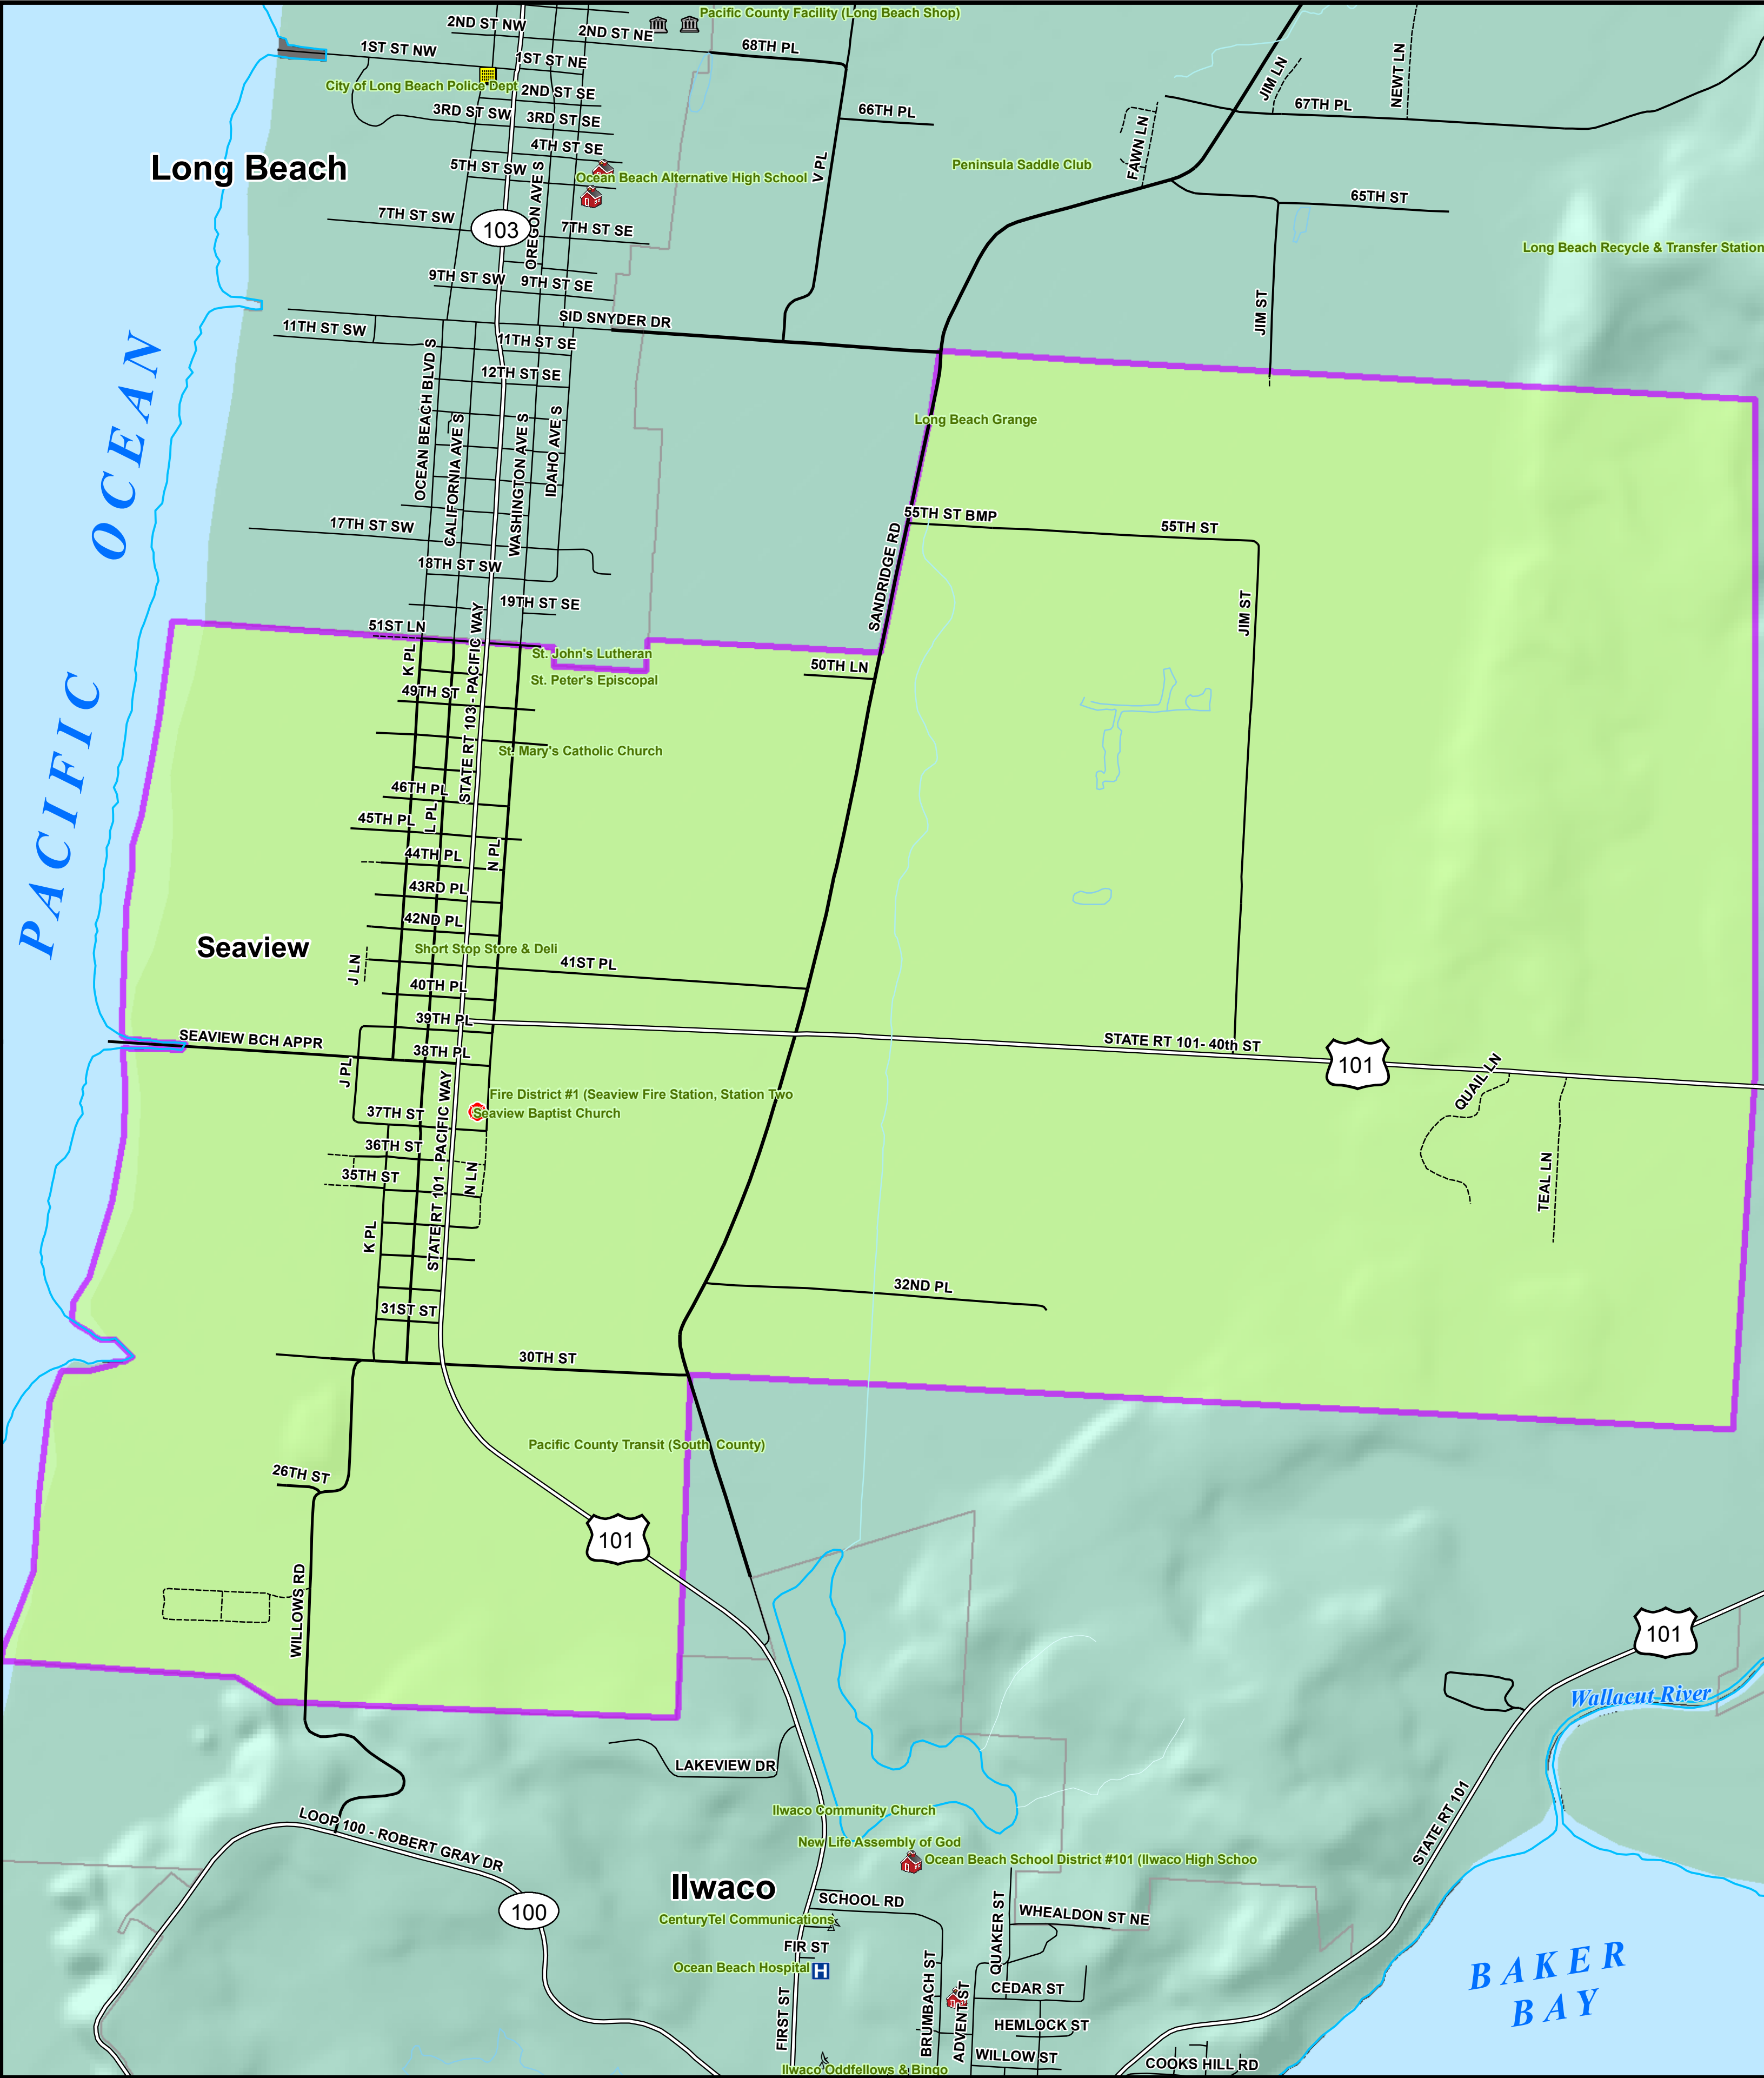 Pacific County Facility (Long Beach Shop)
2ND ST NW
2ND ST NE
68TH PL
1ST ST NW
1ST ST NE
JIM LN
NEWT LN
City of Long Beach Police Dept
2ND ST SE
67TH PL
3RD ST SW
3RD ST SE
66TH PL
FAWN LN
4TH ST SE
Long Beach
5TH ST SW
V PL
Peninsula Saddle Club
Ocean Beach Alternative High School
65TH ST
7TH ST SW
OREGON AVE S
103
7TH ST SE
Long Beach Recycle & Transfer Station
9TH ST SW
9TH ST SE
JIM ST
SID SNYDER DR
11TH ST SW
11TH ST SE
12TH ST SE
OCEAN BEACH BLVD S
CALIFORNIA AVE S
WASHINGTON AVE S
IDAHO AVE S
Long Beach Grange
PACIFIC OCEAN
17TH ST SW
55TH ST BMP
55TH ST
18TH ST SW
SANDRIDGE RD
19TH ST SE
JIM ST
51ST LN
K PL
STATE RT 103 - PACIFIC WAY
St. John's Lutheran
50TH LN
St. Peter's Episcopal
49TH ST
St. Mary's Catholic Church
46TH PL
45TH PL
L PL
44TH PL
N PL
43RD PL
42ND PL
Seaview
Short Stop Store & Deli
J LN
41ST PL
40TH PL
39TH PL
SEAVIEW BCH APPR
STATE RT 101- 40th ST
38TH PL
101
J PL
QUAIL LN
Fire District #1 (Seaview Fire Station, Station Two
37TH ST
Seaview Baptist Church
STATE RT 101 - PACIFIC WAY
36TH ST
35TH ST
N LN
TEAL LN
K PL
32ND PL
31ST ST
30TH ST
Pacific County Transit (South County)
26TH ST
101
WILLOWS RD
101
Wallacut River
LAKEVIEW DR
Ilwaco Community Church
LOOP 100 - ROBERT GRAY DR
STATE RT 101
New Life Assembly of God
Ocean Beach School District #101 (Ilwaco High Schoo
Ilwaco
SCHOOL RD
100
CenturyTel Communications
QUAKER ST
WHEALDON ST NE
FIR ST
Ocean Beach Hospital
H
BAKER
BAY
FIRST ST
BRUMBACH ST
ADVENT ST
CEDAR ST
HEMLOCK ST
WILLOW ST
COOKS HILL RD
Ilwaco Oddfellows & Bingo